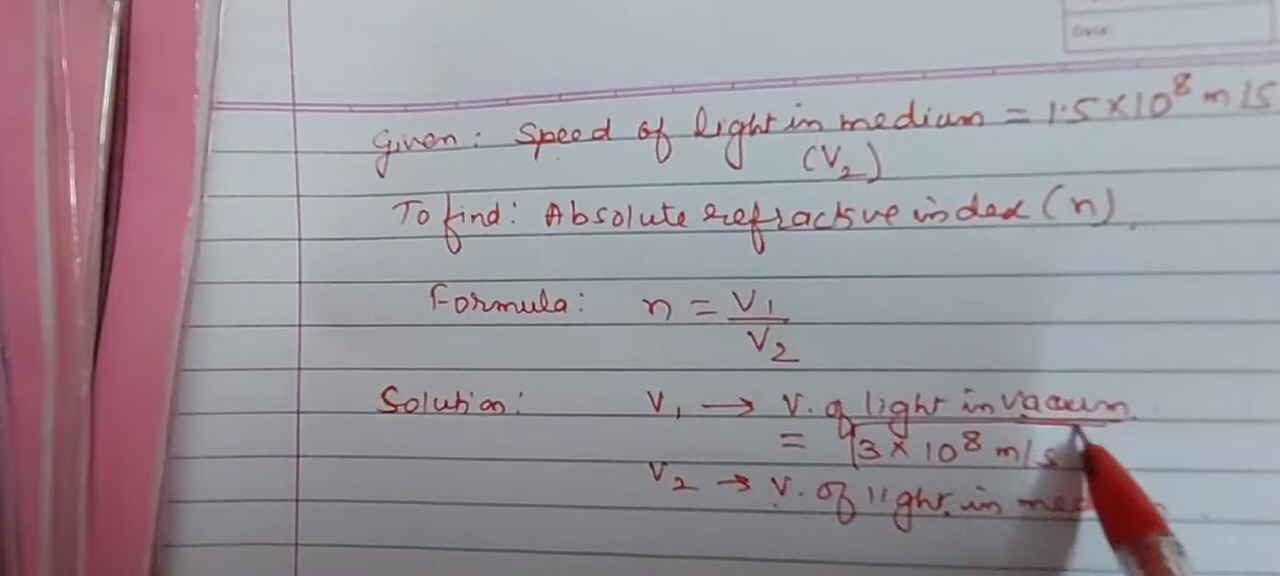 Date:
Given: Speed of light in medium = 1.5×10⁸ m/s
(V₂)
To find: Absolute refractive index (n).
Formula: n = V₁/V₂
Solution: V₁ → V. of light in vacuum.
= 3 × 10⁸ m/s
V₂ → V. of light in